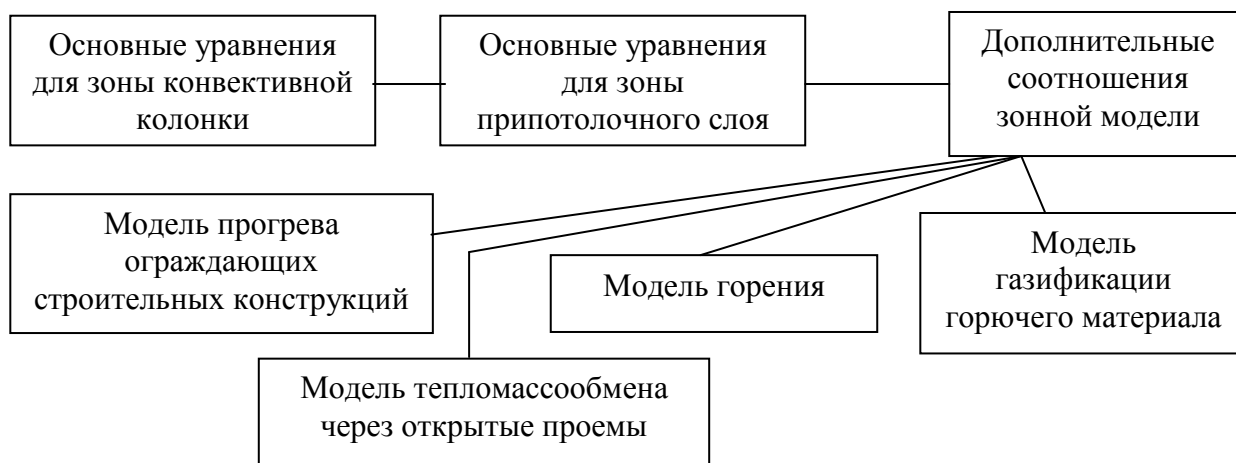 Основные уравнения
для зоны конвективной
колонки
Основные уравнения
для зоны
припотолочного слоя
Дополнительные
соотношения
зонной модели
Модель прогрева
ограждающих
строительных конструкций
Модель горения
Модель
газификации
горючего материала
Модель тепломассообмена
через открытые проемы